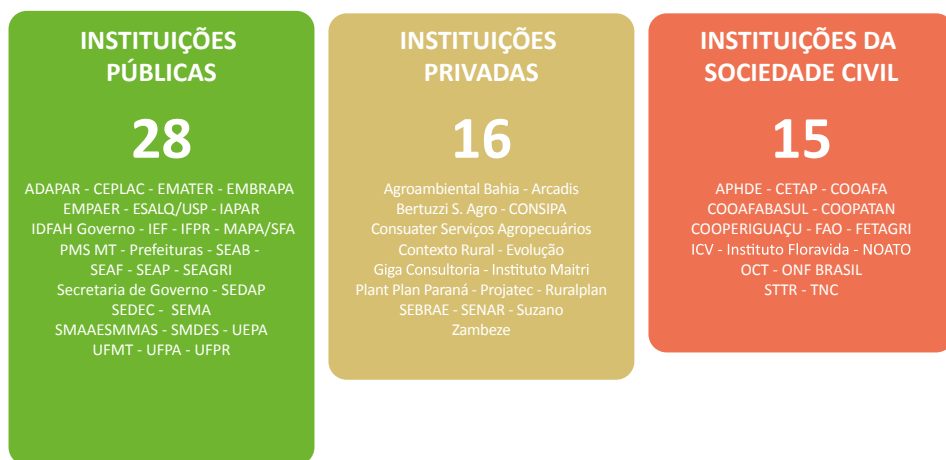 INSTITUIÇÕES
PÚBLICAS
28
ADAPAR - CEPLAC - EMATER - EMBRAPA
EMPAER - ESALQ/USP - IAPAR
IDFAH Governo - IEF - IFPR - MAPA/SFA
PMS MT - Prefeituras - SEAB -
SEAF - SEAP - SEAGRI
Secretaria de Governo - SEDAP
SEDEC - SEMA
SMAAESMMAS - SMDES - UEPA
UFMT - UFPA - UFPR
INSTITUIÇÕES
PRIVADAS
16
Agroambiental Bahia - Arcadis
Bertuzzi S. Agro - CONSIPA
Consuater Serviços Agropecuários
Contexto Rural - Evolução
Giga Consultoria - Instituto Maitri
Plant Plan Paraná - Projatec - Ruralplan
SEBRAE - SENAR - Suzano
Zambeze
INSTITUIÇÕES DA
SOCIEDADE CIVIL
15
APHDE - CETAP - COOAFA
COOAFABASUL - COOPATAN
COOPERIGUAÇU - FAO - FETAGRI
ICV - Instituto Floravida - NOATO
OCT - ONF BRASIL
STTR - TNC